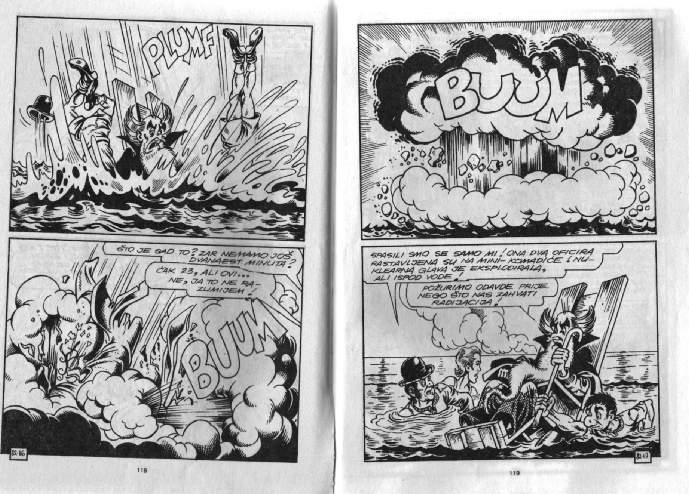 PLUMF
ŠTO JE SAD TO? ZAR NEMAMO JOŠ
DVANAEST MINUTA?
ČAK 23, ALI OVI...
NE, JA TO NE RA-
ZUMIJEM!
BUUM
118
BUUM
SPASILI SMO SE SAMO MI! ONA DVA OFICIRA
RASTAVLJENA SU NA MINI-KOMADIĆE I NU-
KLEARNA GLAVA JE EKSPLODIRALA,
ALI ISPOD VODE!
POŽURIMO ODAVDE PRIJE
NEGO ŠTO NAS ZAHVATI
RADIJACIJA!
119